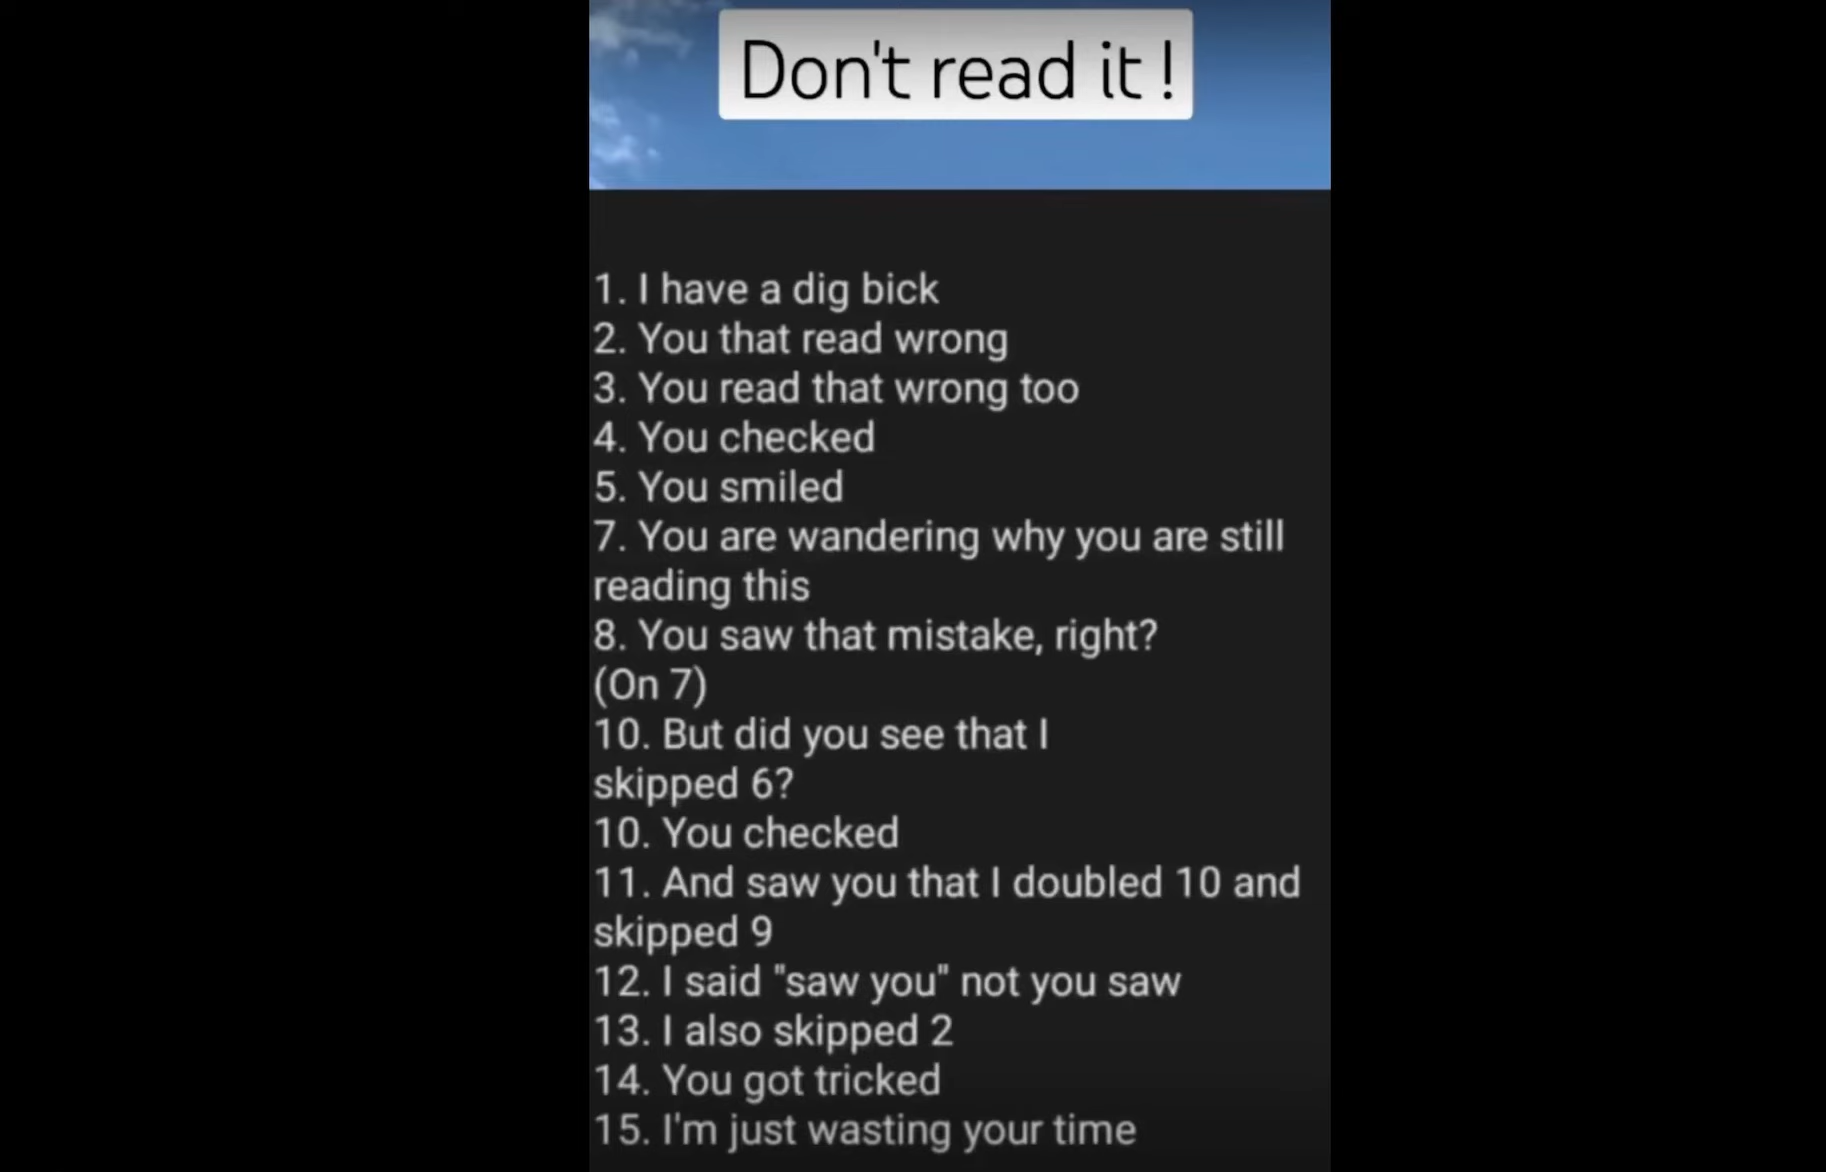 Don't read it !
1. I have a dig bick
2. You that read wrong
3. You read that wrong too
4. You checked
5. You smiled
7. You are wandering why you are still
reading this
8. You saw that mistake, right?
(On 7)
10. But did you see that I
skipped 6?
10. You checked
11. And saw you that I doubled 10 and
skipped 9
12. I said "saw you" not you saw
13. I also skipped 2
14. You got tricked
15. I'm just wasting your time